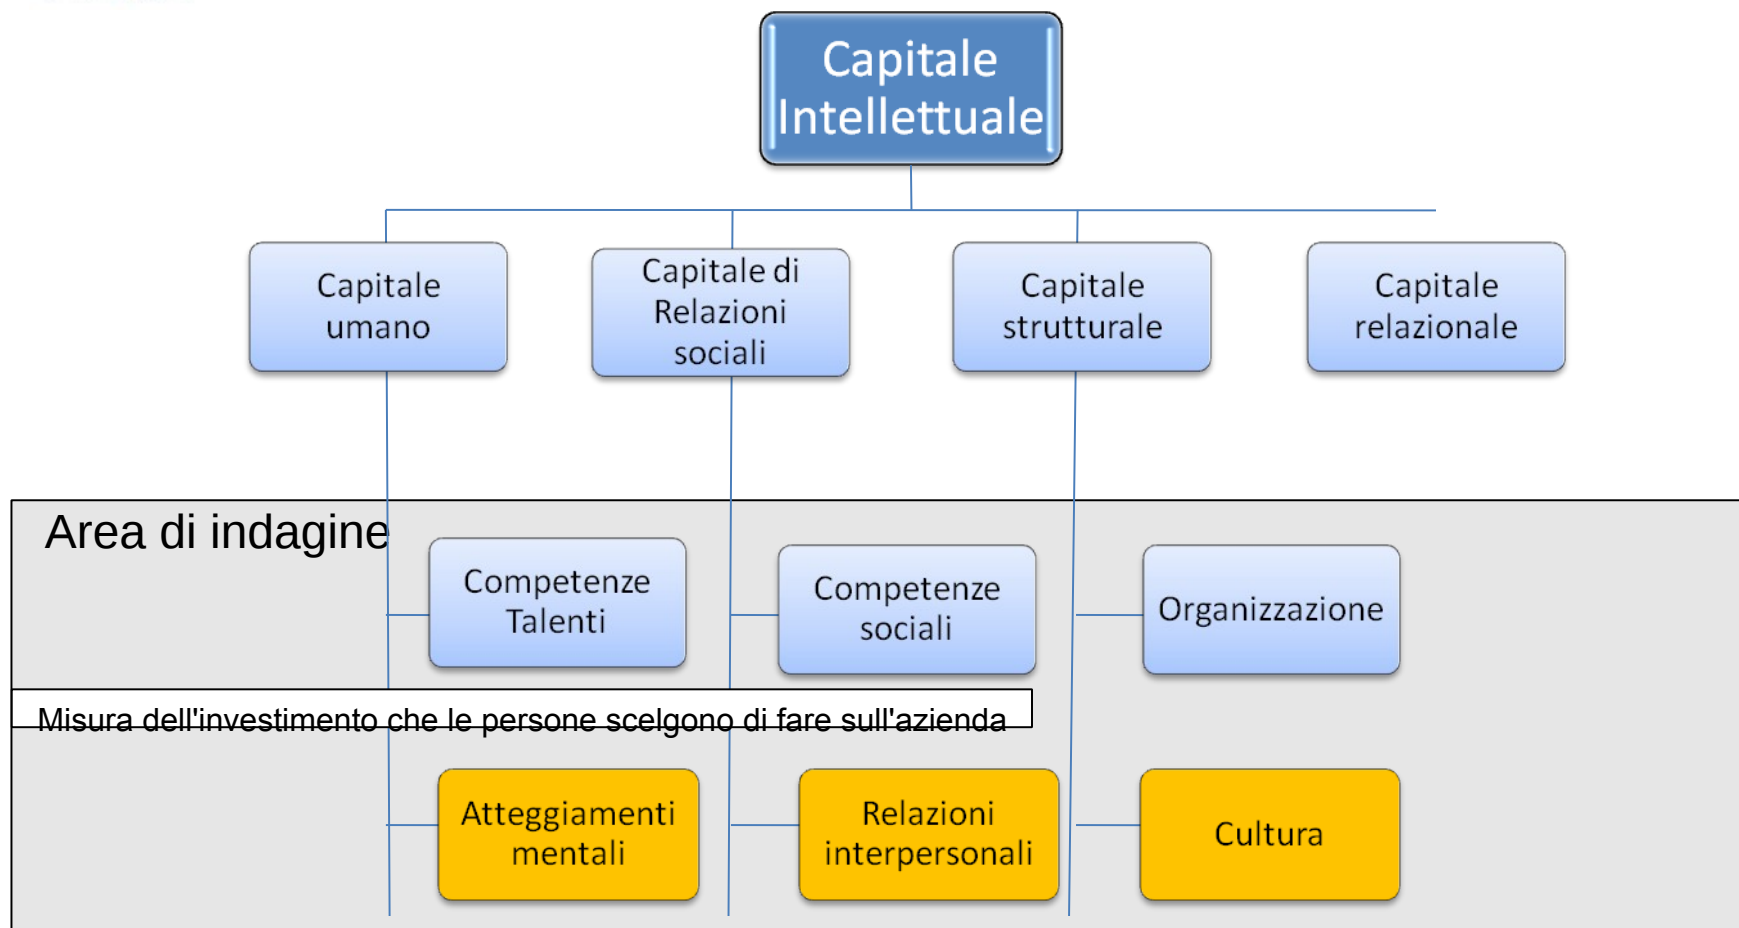 Capitale
Intellettuale
Capitale
umano
Capitale di
Relazioni
sociali
Capitale
strutturale
Capitale
relazionale
Area di indagine
Competenze
Talenti
Competenze
sociali
Organizzazione
Misura dell'investimento che le persone scelgono di fare sull'azienda
Atteggiamenti
mentali
Relazioni
interpersonali
Cultura